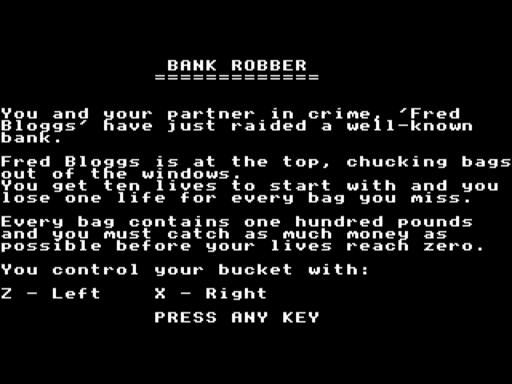 BANK ROBBER
=============
You and your partner in crime, 'Fred
Bloggs' have just raided a well-known
bank.
Fred Bloggs is at the top, chucking bags
out of the windows.
You get ten lives to start with and you
lose one life for every bag you miss.
Every bag contains one hundred pounds
and you must catch as much money as
possible before your lives reach zero.
You control your bucket with:
Z - Left     X - Right
PRESS ANY KEY